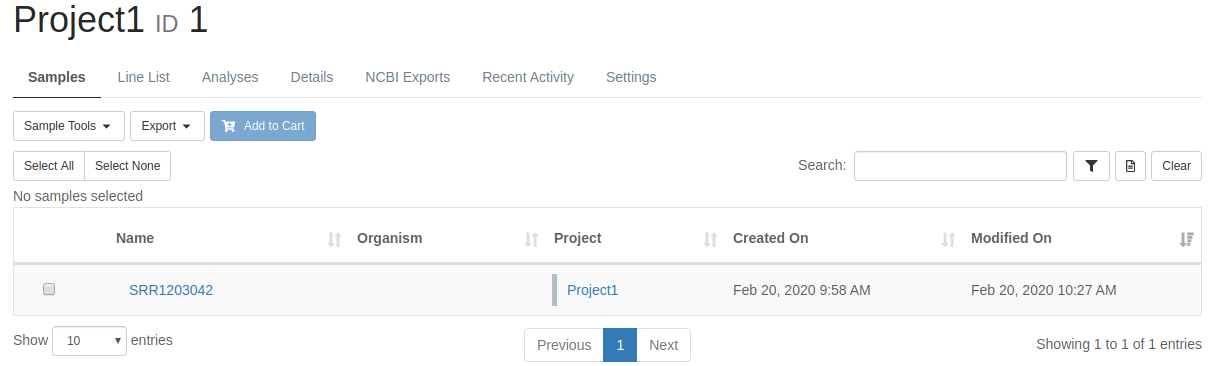 Project1 ID 1
Samples Line List Analyses Details NCBI Exports Recent Activity Settings
Sample Tools Export Add to Cart
Select All Select None Search: Clear
No samples selected
Name Organism Project Created On Modified On
SRR1203042 Project1 Feb 20, 2020 9:58 AM Feb 20, 2020 10:27 AM
Show 10 entries Previous 1 Next Showing 1 to 1 of 1 entries